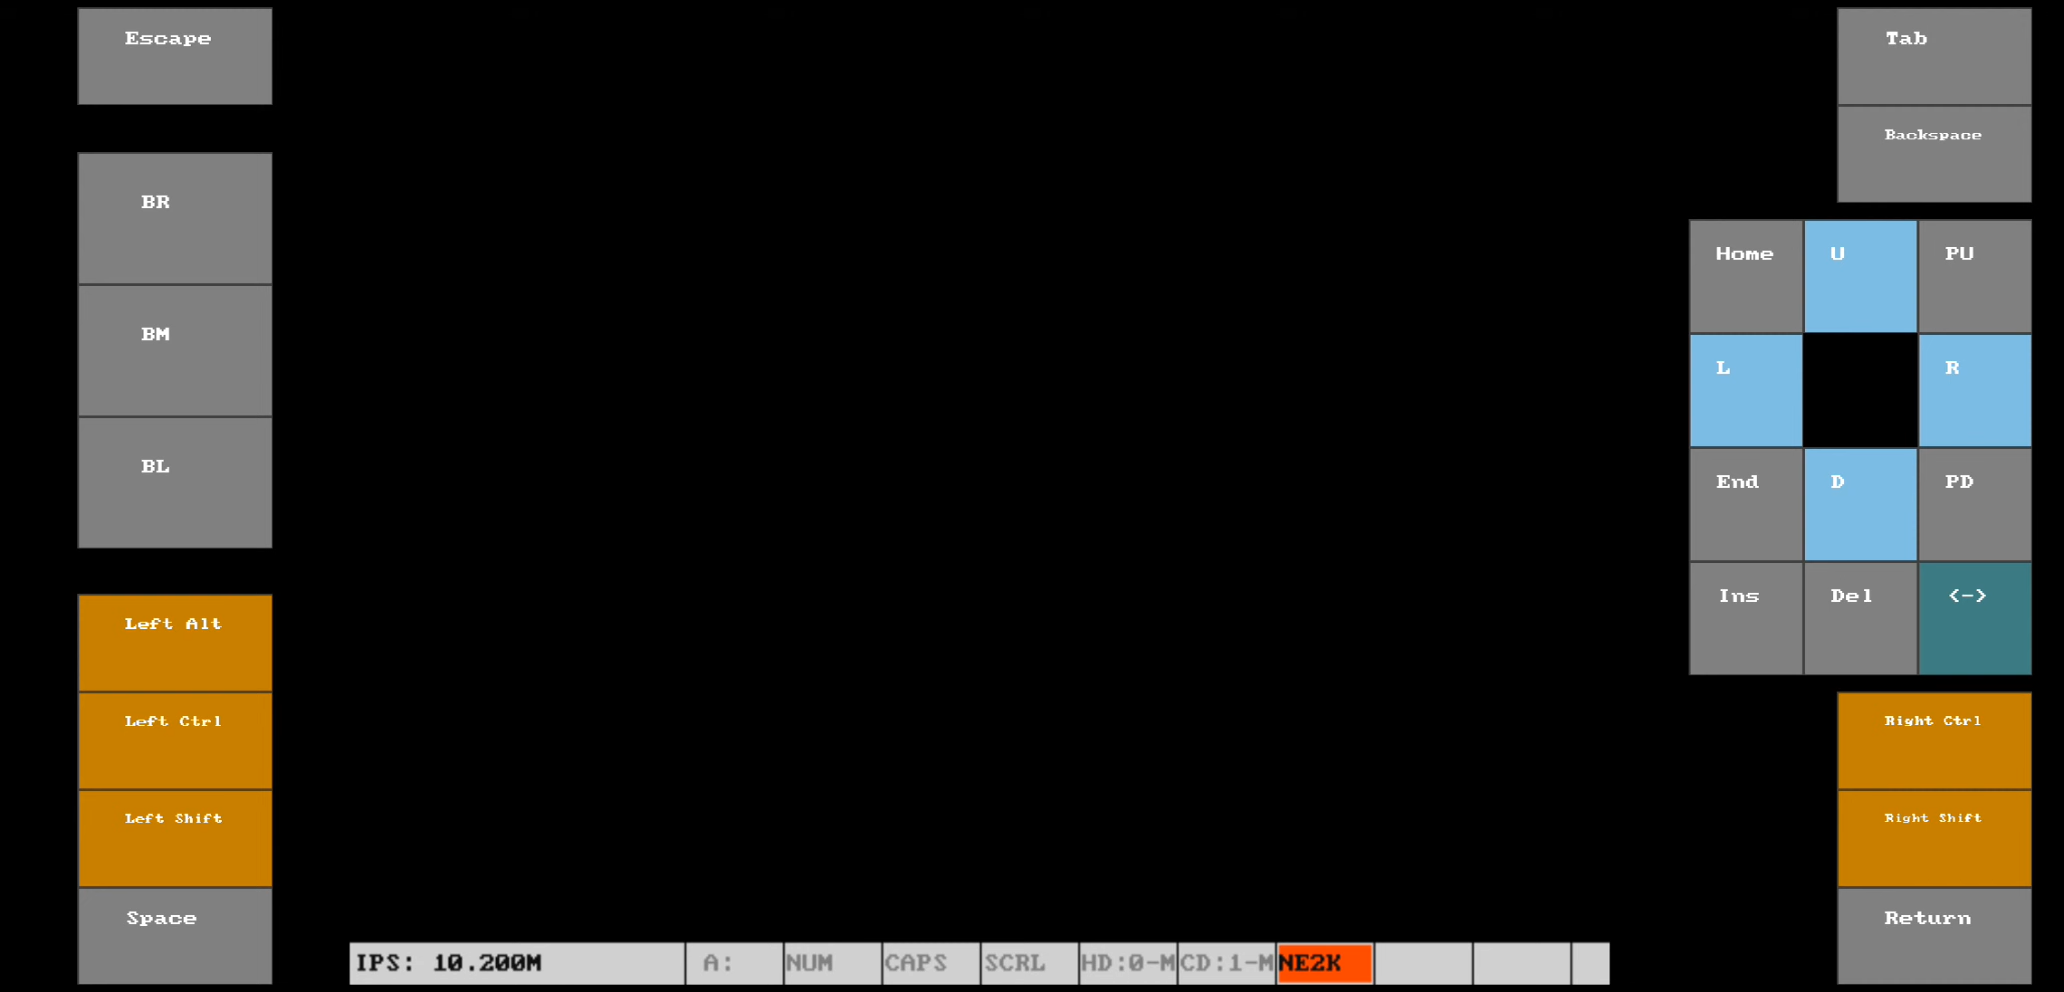 Escape
Tab
Backspace
BR
BM
BL
Home U PU
L R
End D PD
Ins Del <->
Left Alt
Left Ctrl
Left Shift
Space
Right Ctrl
Right Shift
Return
IPS: 10.200M A: NUM CAPS SCRL HD:0-M CD:1-M NE2K